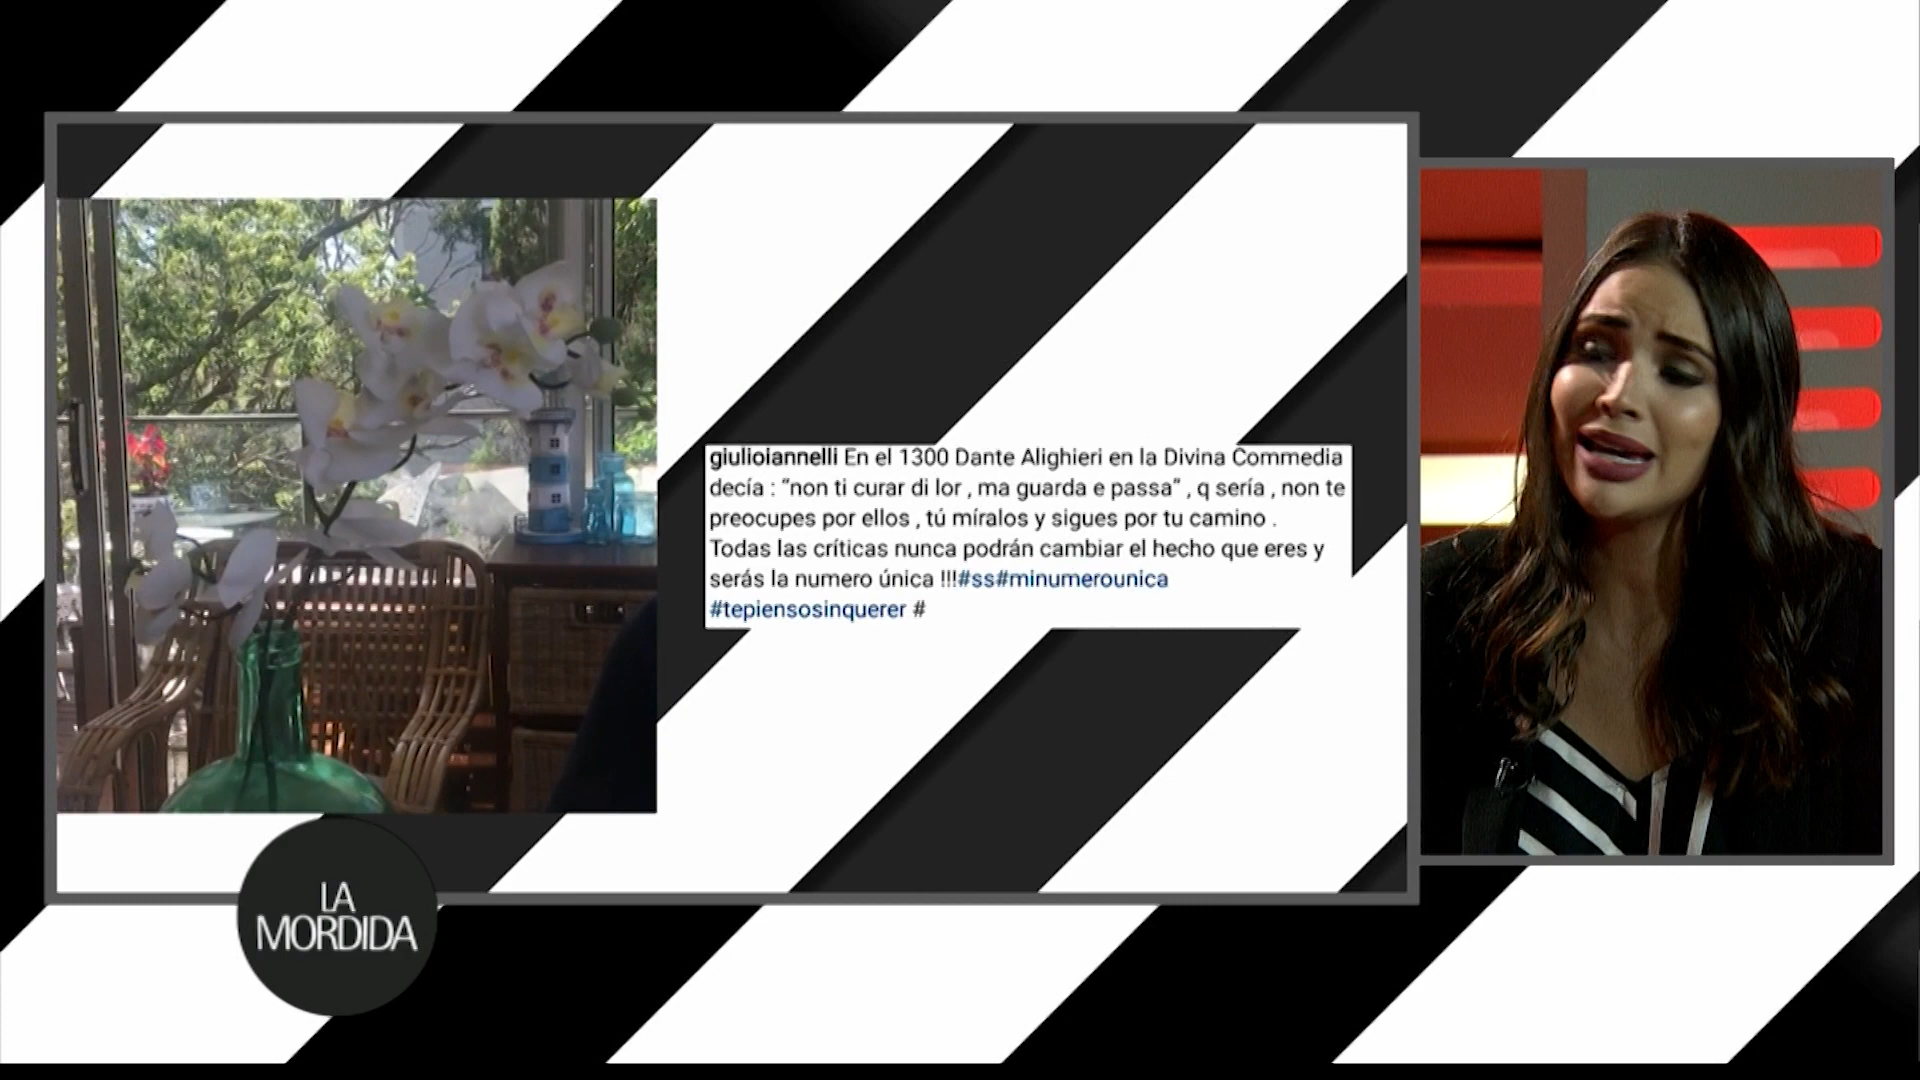 giulioiannelli En el 1300 Dante Alighieri en la Divina Commedia
decía : “non ti curar di lor , ma guarda e passa” , q sería , non te
preocupes por ellos , tú míralos y sigues por tu camino .
Todas las críticas nunca podrán cambiar el hecho que eres y
serás la numero única !!!#ss#minumerounica
#tepiensosinquerer #
LA
MORDIDA